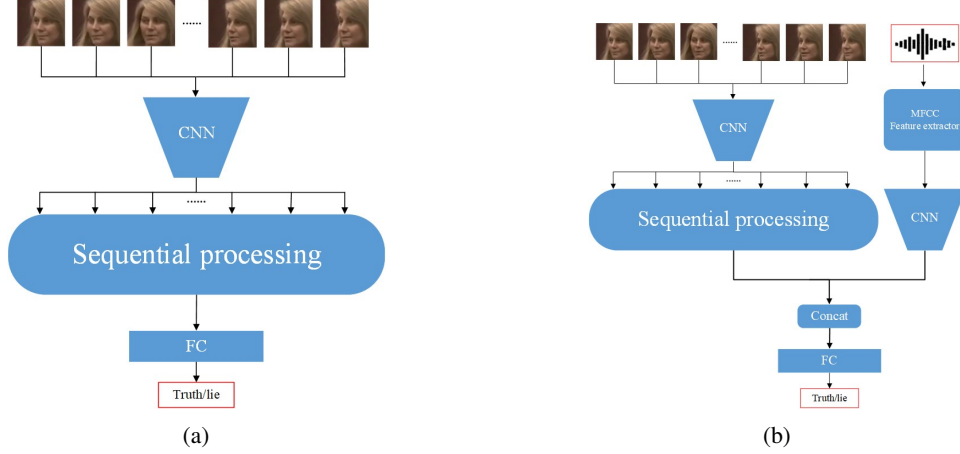 ......
CNN
......
Sequential processing
FC
Truth/lie
(a)
......
MFCC
Feature extractor
CNN
......
Sequential processing
CNN
Concat
FC
Truth/lie
(b)